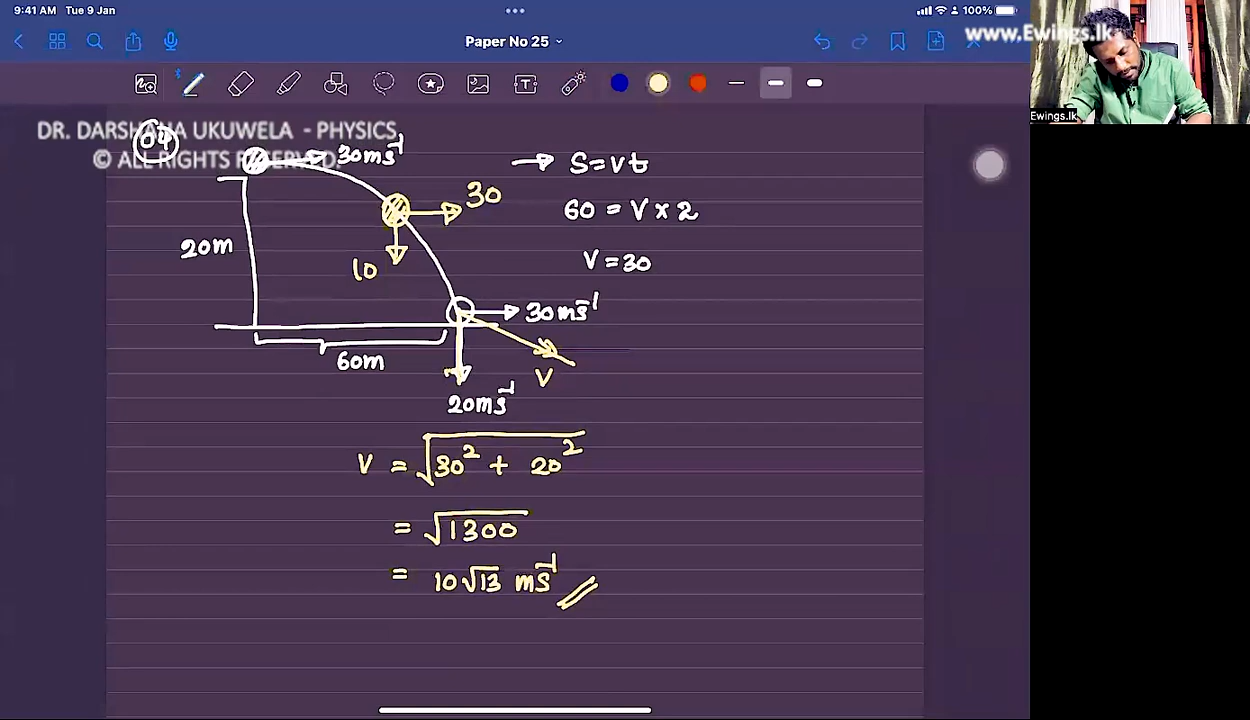 9:41 AM Tue 9 Jan
100%
Paper No 25
www.Ewings.lk
Ewings.lk
DR. DARSHANA UKUWELA - PHYSICS
© ALL RIGHTS RESERVED.
04
30ms⁻¹
S=vt
30
60 = V × 2
20m
10
V = 30
30ms⁻¹
60m
V
20ms⁻¹
V = √30² + 20²
= √1300
= 10√13 ms⁻¹